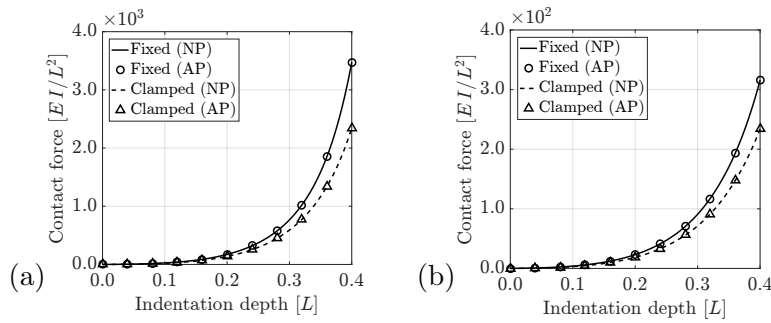 ×10³
4.0
3.0
2.0
1.0
0.0
Contact force [E I/L²]
Fixed (NP)
Fixed (AP)
Clamped (NP)
Clamped (AP)
0.0 0.1 0.2 0.3 0.4
Indentation depth [L]
(a)
×10²
4.0
3.0
2.0
1.0
0.0
Contact force [E I/L²]
Fixed (NP)
Fixed (AP)
Clamped (NP)
Clamped (AP)
0.0 0.1 0.2 0.3 0.4
Indentation depth [L]
(b)